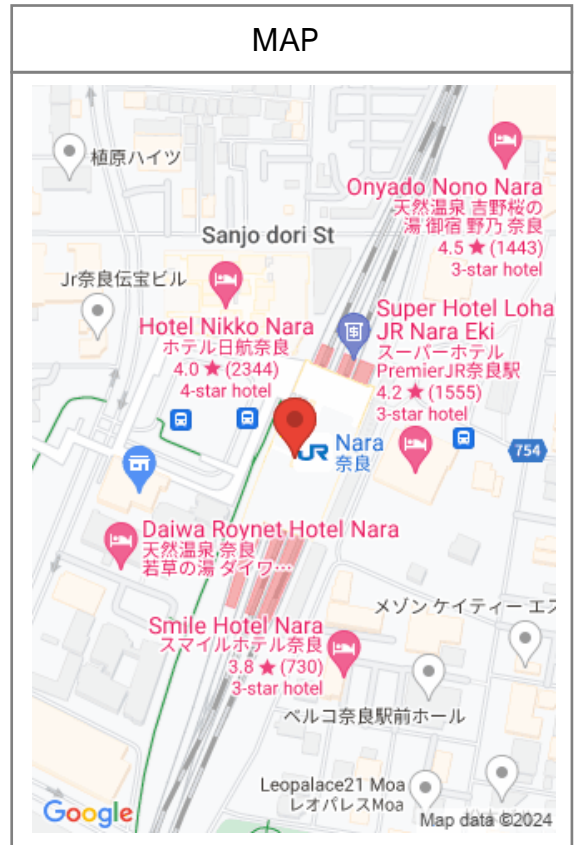 MAP
植原ハイツ
Onyado Nono Nara
天然温泉 吉野桜の
湯 御宿 野乃 奈良
4.5 ★ (1443)
3-star hotel
Sanjo dori St
Jr奈良伝宝ビル
Hotel Nikko Nara
ホテル日航奈良
4.0 ★ (2344)
4-star hotel
Super Hotel Loha
JR Nara Eki
スーパーホテル
PremierJR奈良駅
4.2 ★ (1555)
3-star hotel
JR
Nara
奈良
754
Daiwa Roynet Hotel Nara
天然温泉 奈良
若草の湯 ダイワ…
メゾン ケイティー エス
Smile Hotel Nara
スマイルホテル奈良
3.8 ★ (730)
3-star hotel
ベルコ奈良駅前ホール
Leopalace21 Moa
レオパレスMoa
Google
Map data ©2024